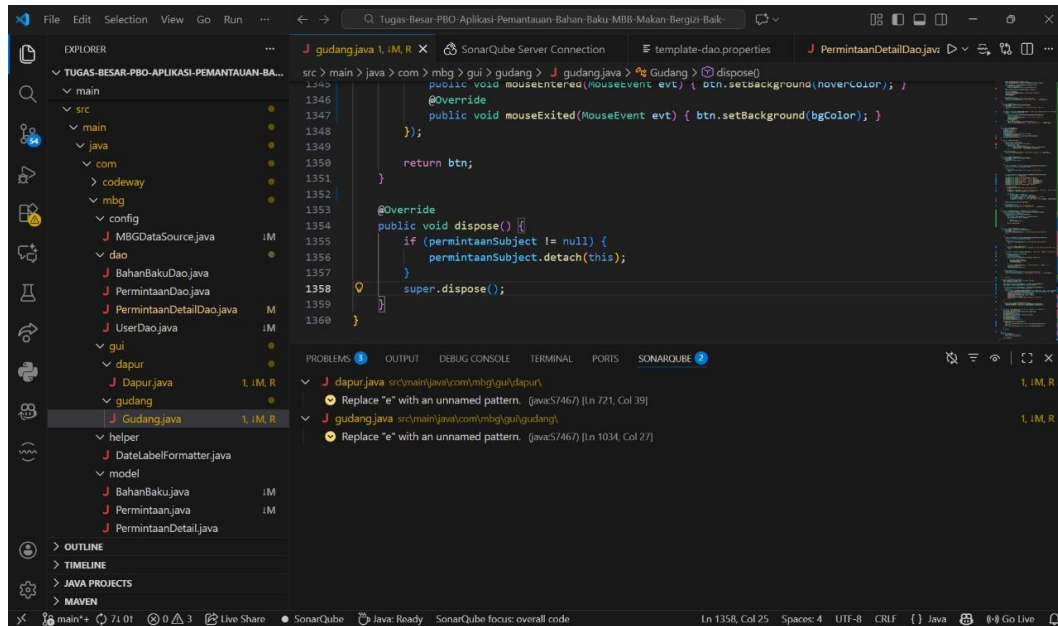 File Edit Selection View Go Run ··· Tugas-Besar-PBO-Aplikasi-Pemantauan-Bahan-Baku-MBB-Makan-Bergizi-Baik-
EXPLORER ···
TUGAS-BESAR-PBO-APLIKASI-PEMANTAUAN-BA...
main
src
main
java
com
codeway
mbg
config
MBGDataSource.java ↓M
dao
BahanBakuDao.java
PermintaanDao.java
PermintaanDetailDao.java M
UserDao.java ↓M
gui
dapur
Dapur.java 1, ↓M, R
gudang
Gudang.java 1, ↓M, R
helper
DateLabelFormatter.java
model
BahanBaku.java ↓M
Permintaan.java ↓M
PermintaanDetail.java
OUTLINE
TIMELINE
JAVA PROJECTS
MAVEN
54
gudang.java 1, ↓M, R SonarQube Server Connection template-dao.properties PermintaanDetailDao.java
src > main > java > com > mbg > gui > gudang > gudang.java > Gudang > dispose()
1345 public void mouseEntered(MouseEvent evt) { btn.setBackground(hoverColor); }
1346 @Override
1347 public void mouseExited(MouseEvent evt) { btn.setBackground(bgColor); }
1348 });
1349
1350 return btn;
1351 }
1352
1353 @Override
1354 public void dispose() {
1355 if (permintaanSubject != null) {
1356 permintaanSubject.detach(this);
1357 }
1358 super.dispose();
1359 }
1360 }
PROBLEMS 3 OUTPUT DEBUG CONSOLE TERMINAL PORTS SONARQUBE 2
dapur.java src\main\java\com\mbg\gui\dapur\ 1, ↓M, R
Replace "e" with an unnamed pattern. (java:S7467) [Ln 721, Col 39]
gudang.java src\main\java\com\mbg\gui\gudang\ 1, ↓M, R
Replace "e" with an unnamed pattern. (java:S7467) [Ln 1034, Col 27]
main*+ 7↓ 0↑ 0 3 Live Share SonarQube Java: Ready SonarQube focus: overall code Ln 1358, Col 25 Spaces: 4 UTF-8 CRLF {} Java Go Live